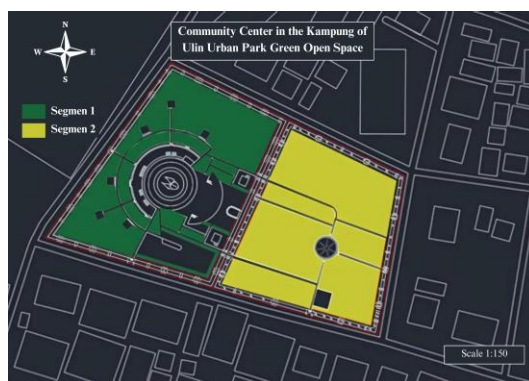 Community Center in the Kampung of
Ulin Urban Park Green Open Space
N
W E
S
Segmen 1
Segmen 2
Scale 1:150